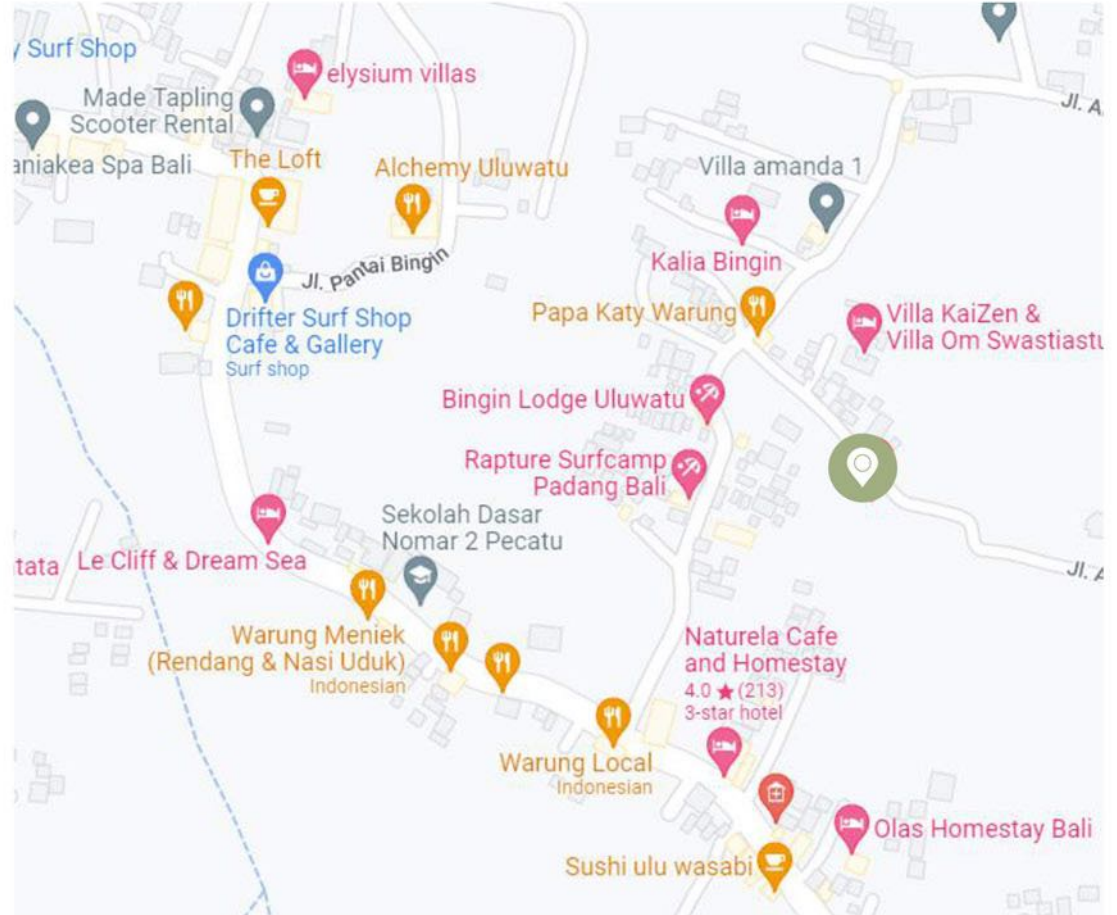 Surf Shop
elysium villas
Made Tapling
Scooter Rental
Jl. A
aniakea Spa Bali
The Loft
Alchemy Uluwatu
Villa amanda 1
Kalia Bingin
Jl. Pantai Bingin
Drifter Surf Shop
Cafe & Gallery
Surf shop
Papa Katy Warung
Villa KaiZen &
Villa Om Swastiastu
Bingin Lodge Uluwatu
Rapture Surfcamp
Padang Bali
Sekolah Dasar
Nomar 2 Pecatu
tata
Le Cliff & Dream Sea
Jl. A
Warung Meniek
(Rendang & Nasi Uduk)
Indonesian
Naturela Cafe
and Homestay
4.0 ★ (213)
3-star hotel
Warung Local
Indonesian
Olas Homestay Bali
Sushi ulu wasabi